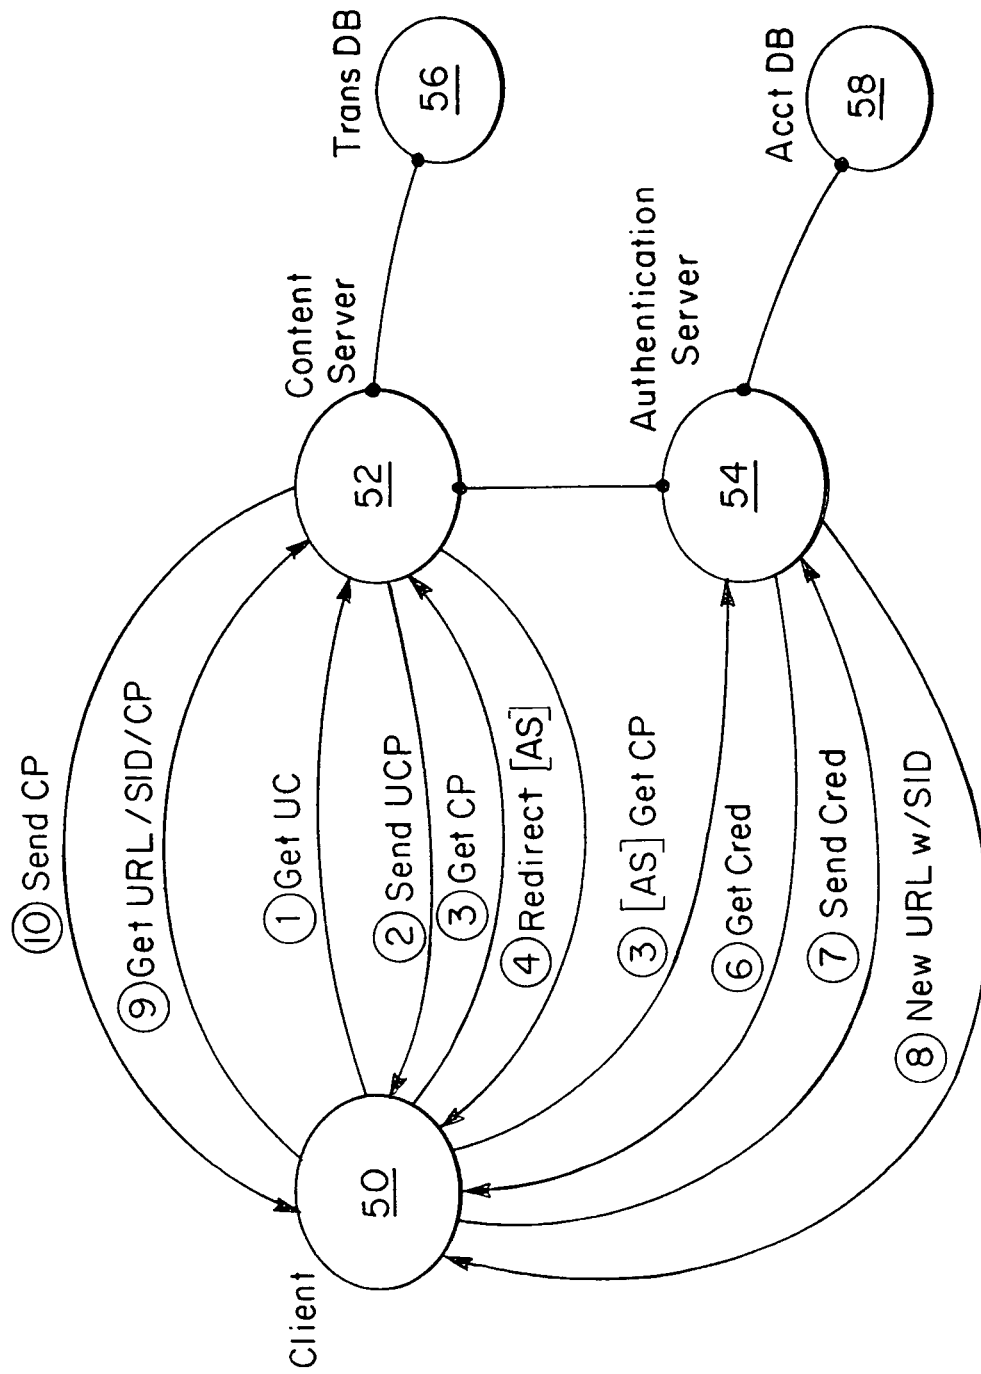 ⑩ Send CP
⑨ Get URL/SID/CP
① Get UC
② Send UCP
③ Get CP
④ Redirect [AS]
③ [AS] Get CP
⑥ Get Cred
⑦ Send Cred
⑧ New URL w/SID
Client
50
Content
Server
52
Trans DB
56
Authentication
Server
54
Acct DB
58